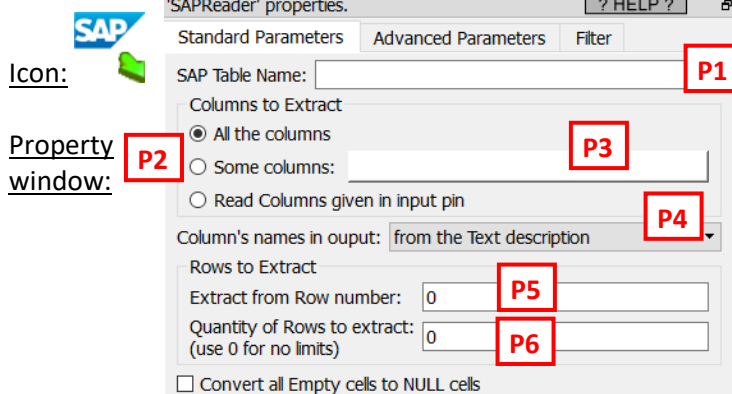 'SAPReader' properties. ? HELP ?
SAP
Standard Parameters Advanced Parameters Filter
Icon:
SAP Table Name: P1
Columns to Extract
All the columns
Property window:
P2
P3
Some columns:
Read Columns given in input pin
P4
Column's names in ouput: from the Text description
Rows to Extract
Extract from Row number: 0 P5
Quantity of Rows to extract:
(use 0 for no limits) 0 P6
Convert all Empty cells to NULL cells